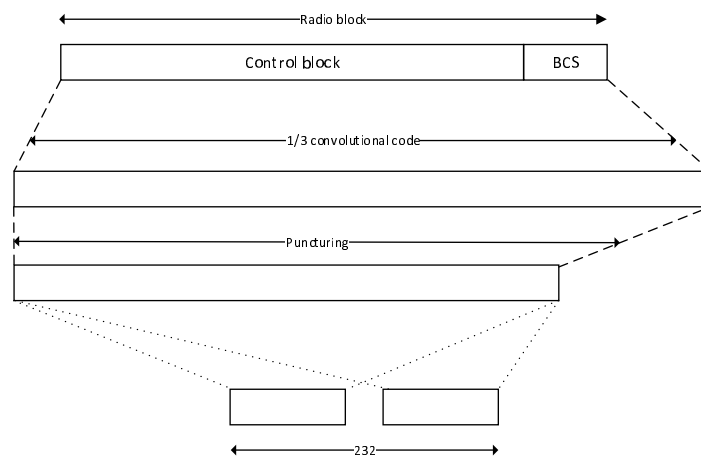 Radio block
Control block BCS
1/3 convolutional code
Puncturing
232